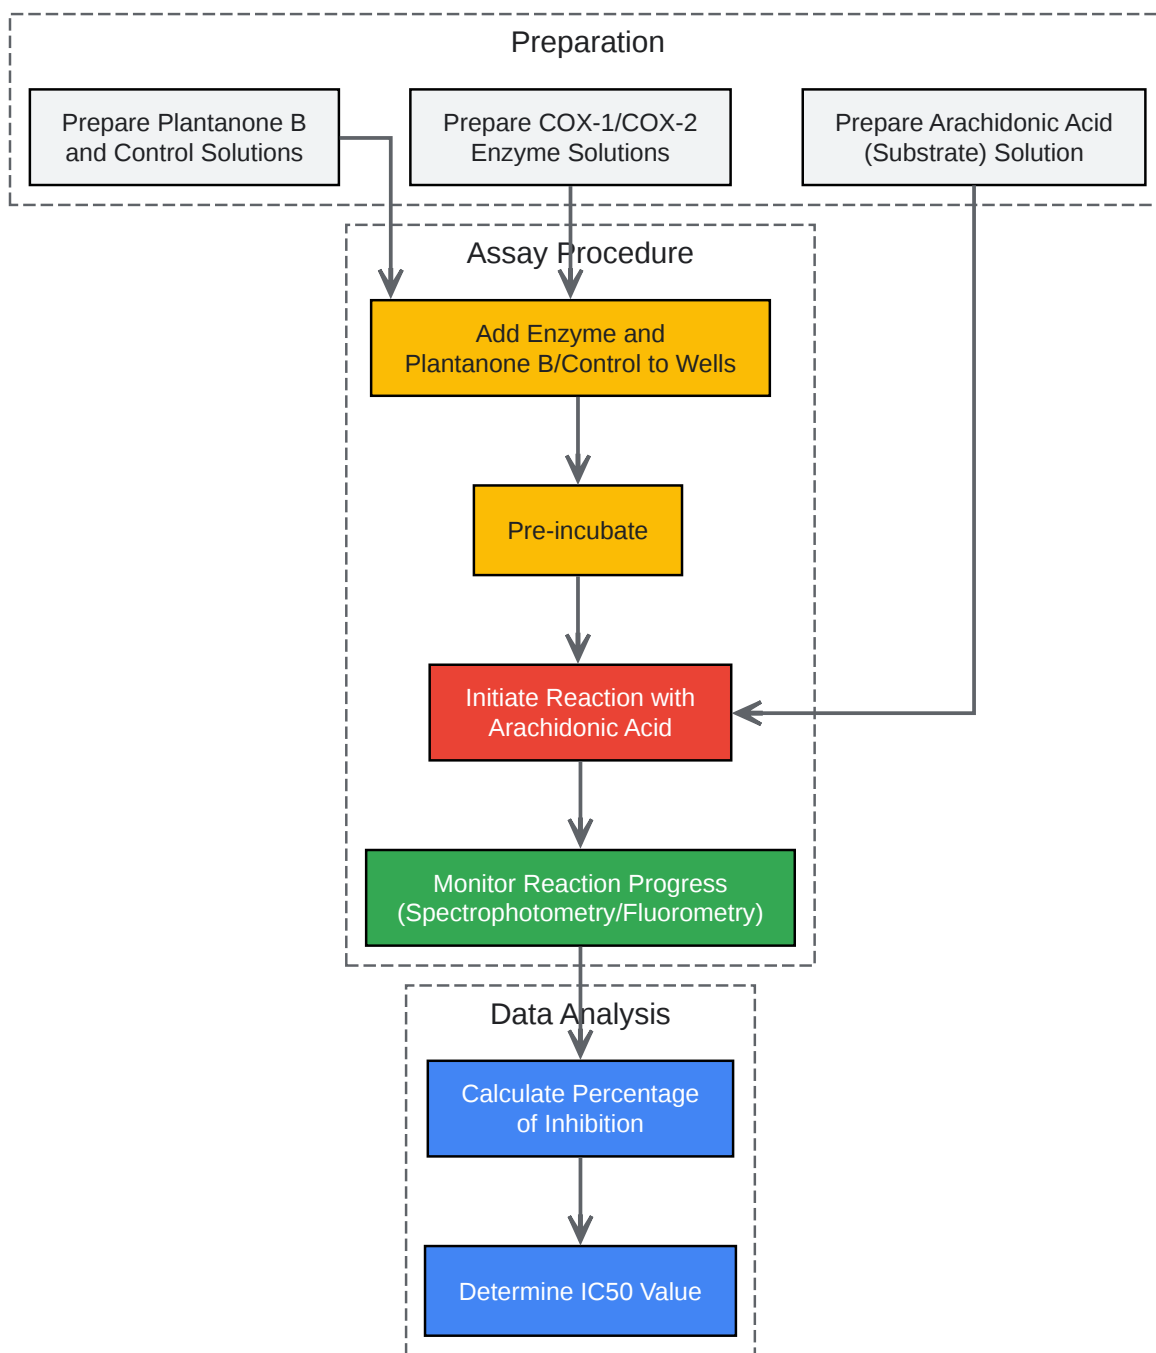 Preparation
Prepare Plantanone B
and Control Solutions
Prepare COX-1/COX-2
Enzyme Solutions
Prepare Arachidonic Acid
(Substrate) Solution
Assay Procedure
Add Enzyme and
Plantanone B/Control to Wells
Pre-incubate
Initiate Reaction with
Arachidonic Acid
Monitor Reaction Progress
(Spectrophotometry/Fluorometry)
Data Analysis
Calculate Percentage
of Inhibition
Determine IC50 Value